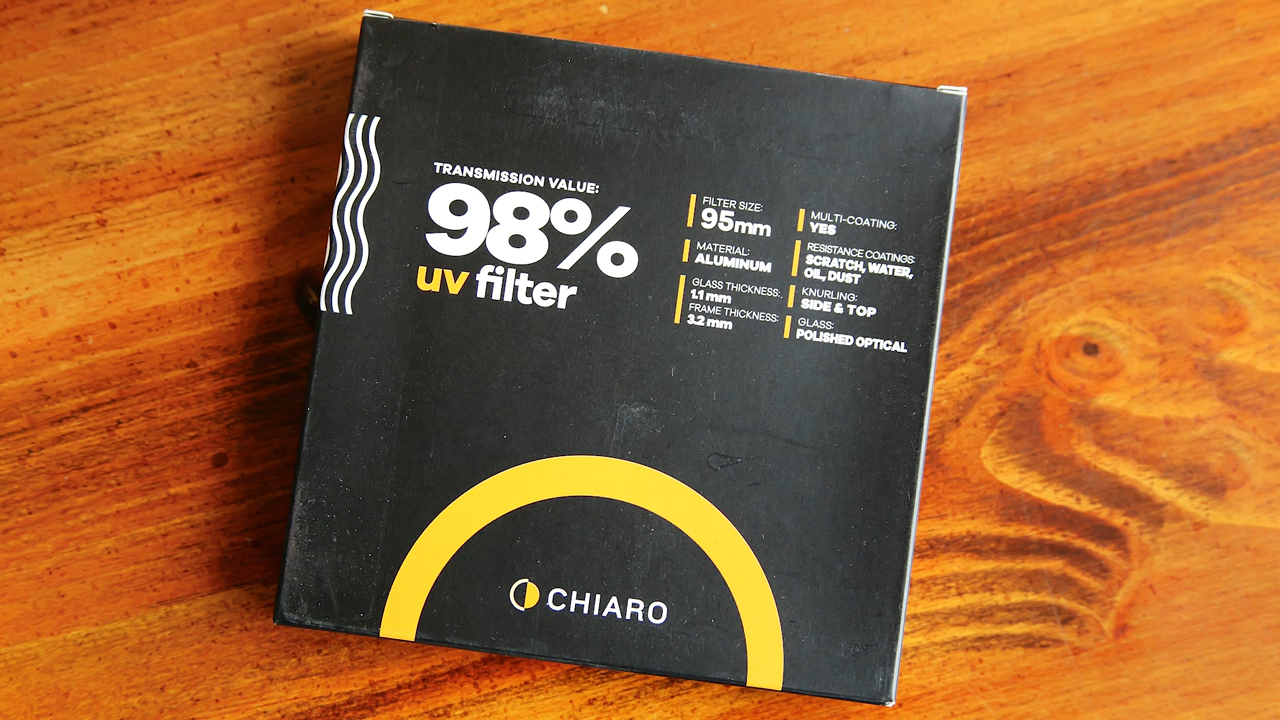 TRANSMISSION VALUE:
98%
uv filter
FILTER SIZE:
95mm
MATERIAL:
ALUMINUM
GLASS THICKNESS:
1.1 mm
FRAME THICKNESS:
3.2 mm
MULTI-COATING:
YES
RESISTANCE COATINGS:
SCRATCH, WATER,
OIL, DUST
KNURLING:
SIDE & TOP
GLASS:
POLISHED OPTICAL
CHIARO